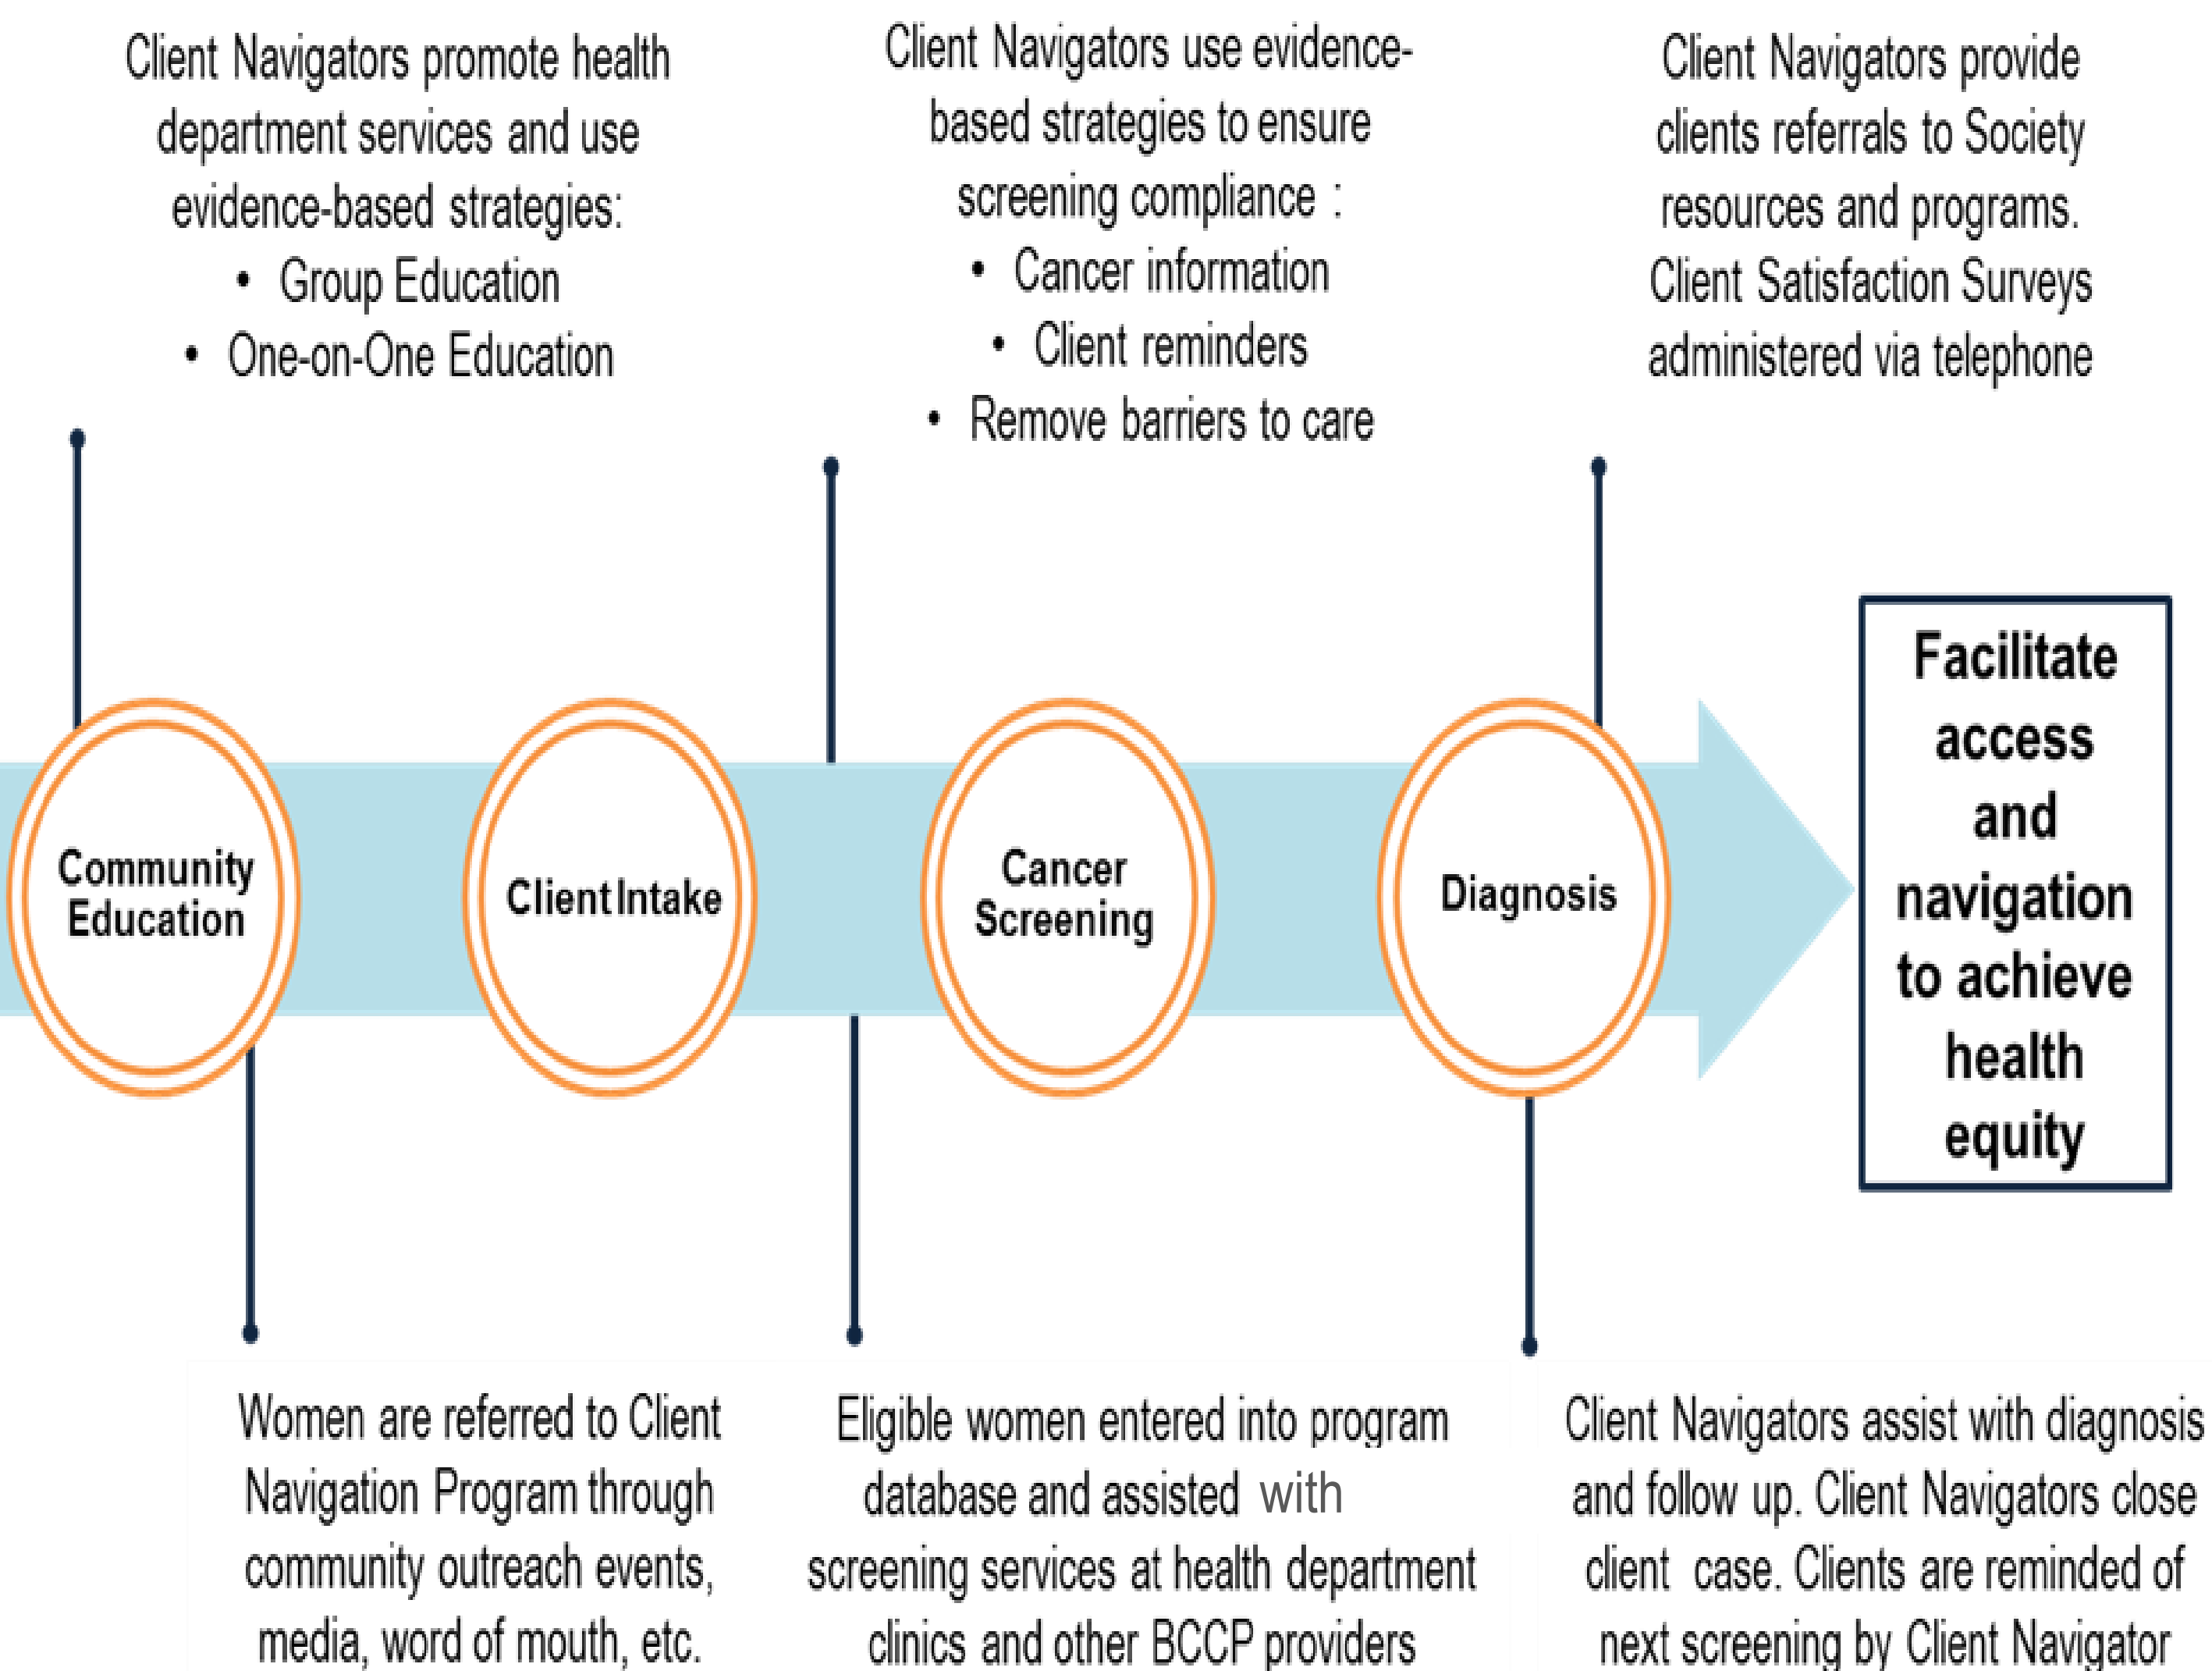 Client Navigators promote health
department services and use
evidence-based strategies:
• Group Education
• One-on-One Education
Client Navigators use evidence-
based strategies to ensure
screening compliance :
• Cancer information
• Client reminders
• Remove barriers to care
Client Navigators provide
clients referrals to Society
resources and programs.
Client Satisfaction Surveys
administered via telephone
Community
Education
Client Intake
Cancer
Screening
Diagnosis
Facilitate
access
and
navigation
to achieve
health
equity
Women are referred to Client
Navigation Program through
community outreach events,
media, word of mouth, etc.
Eligible women entered into program
database and assisted with
screening services at health department
clinics and other BCCP providers
Client Navigators assist with diagnosis
and follow up. Client Navigators close
client case. Clients are reminded of
next screening by Client Navigator